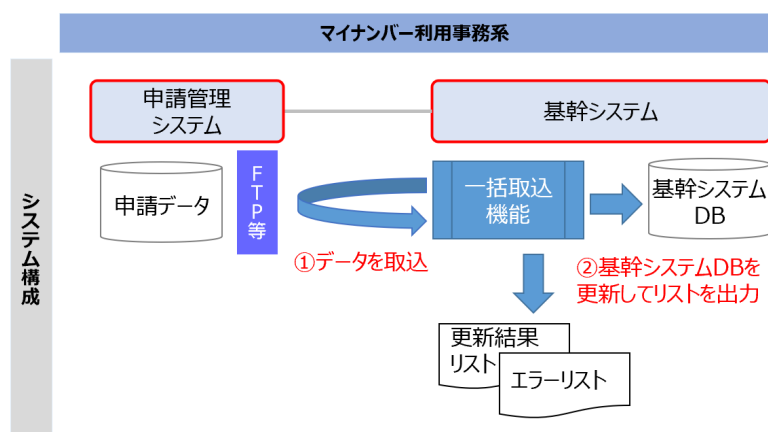 マイナンバー利用事務系
システム構成
申請管理
システム
基幹システム
申請データ
FTP等
一括取込
機能
基幹システム
DB
①データを取込
②基幹システムDBを
更新してリストを出力
更新結果
リスト
エラーリスト